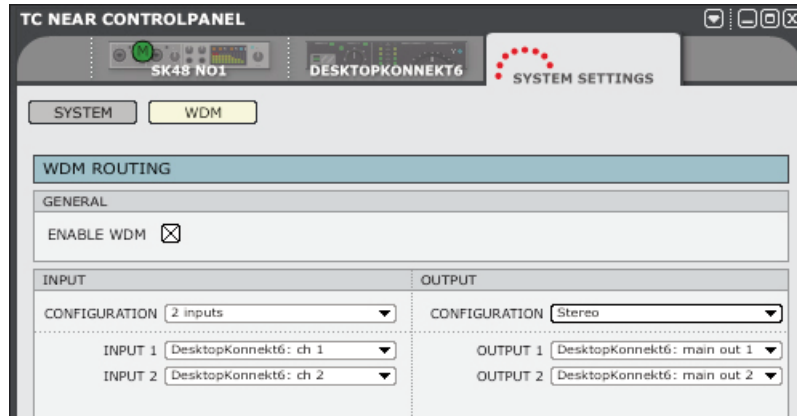 TC NEAR CONTROLPANEL
M
SK48 NO1
DESKTOPKONNEKT6
SYSTEM SETTINGS
SYSTEM
WDM
WDM ROUTING
GENERAL
ENABLE WDM
INPUT
CONFIGURATION 2 inputs
INPUT 1 DesktopKonnekt6: ch 1
INPUT 2 DesktopKonnekt6: ch 2
OUTPUT
CONFIGURATION Stereo
OUTPUT 1 DesktopKonnekt6: main out 1
OUTPUT 2 DesktopKonnekt6: main out 2